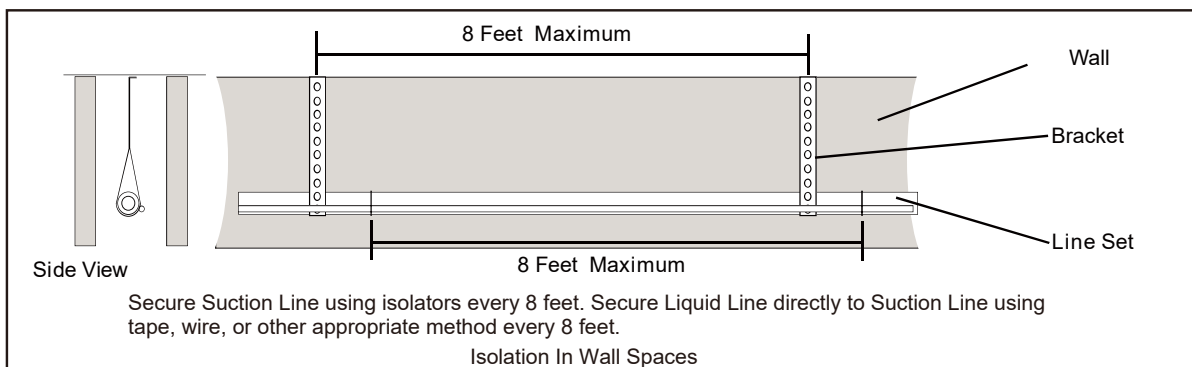 8 Feet Maximum
Wall
Bracket
Line Set
8 Feet Maximum
Side View
Secure Suction Line using isolators every 8 feet. Secure Liquid Line directly to Suction Line using
tape, wire, or other appropriate method every 8 feet.
Isolation In Wall Spaces